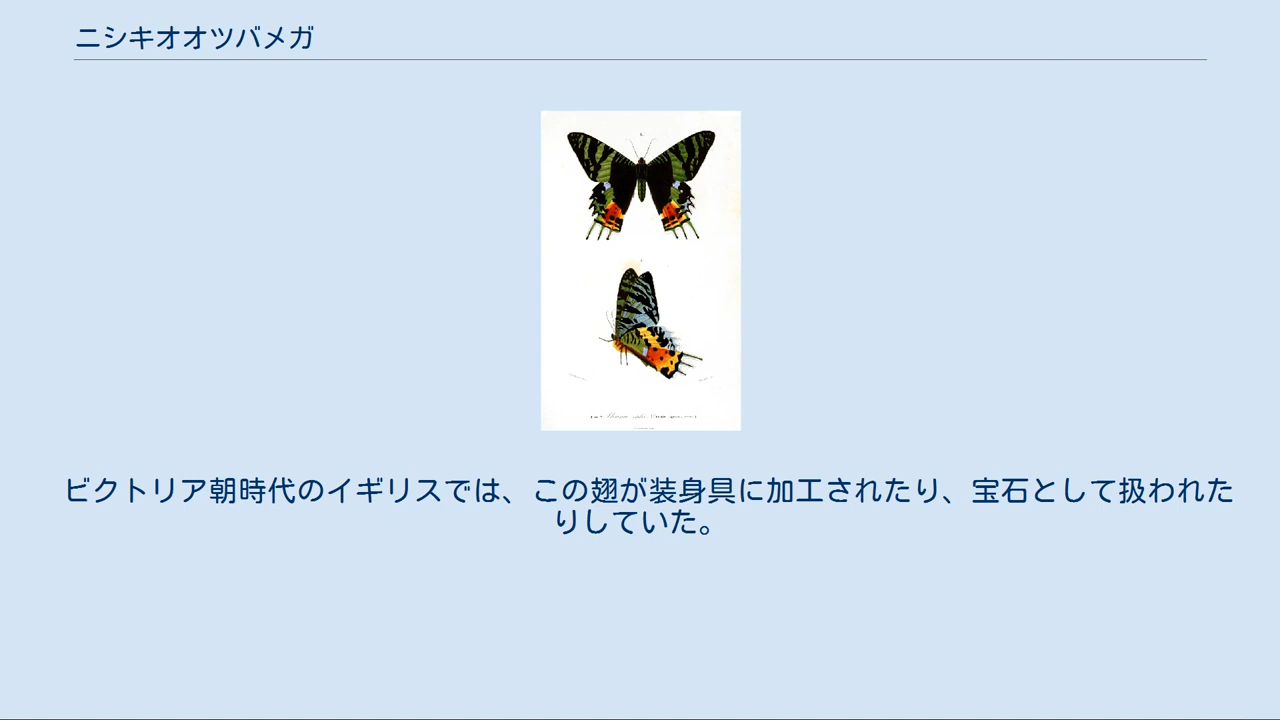 ニシキオオツバメガ
ビクトリア朝時代のイギリスでは、この翅が装身具に加工されたり、宝石として扱われた
りしていた。